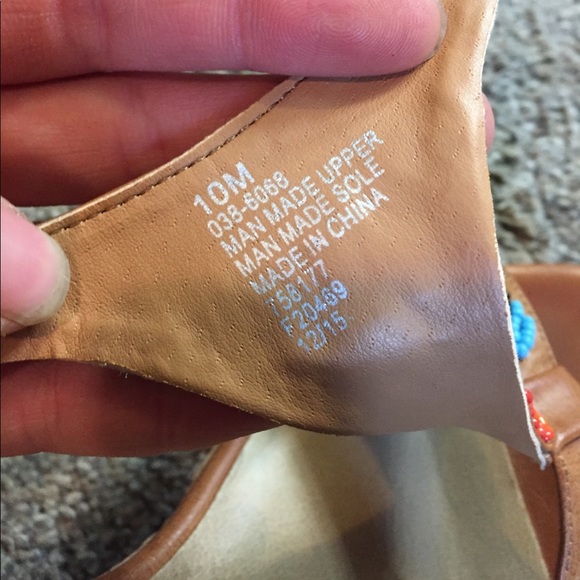 10M
038-6068
MAN MADE UPPER
MAN MADE SOLE
MADE IN CHINA
T58177
F20469
12/15